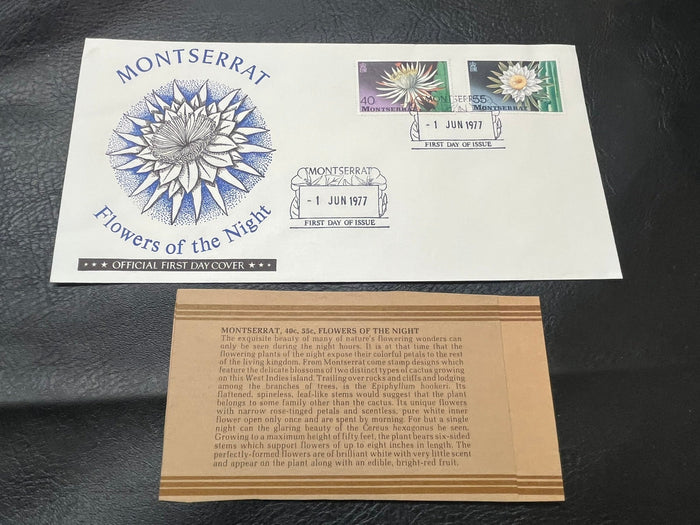 MONTSERRAT
Flowers of the Night
★ ★ ★ OFFICIAL FIRST DAY COVER ★ ★ ★
40
MONTSERRAT
55
MONTSERRAT
MONTSERRAT
- 1 JUN 1977
FIRST DAY OF ISSUE
MONTSERRAT
- 1 JUN 1977
FIRST DAY OF ISSUE
MONTSERRAT, 40c, 55c, FLOWERS OF THE NIGHT
The exquisite beauty of many of nature's flowering wonders can
only be seen during the night hours. It is at that time that the
flowering plants of the night expose their colorful petals to the rest
of the living kingdom. From Montserrat come stamp designs which
feature the delicate blossoms of two distinct types of cactus growing
on this West Indies island. Trailing over rocks and cliffs and lodging
among the branches of trees, is the Epiphyllum hookeri. Its
flattened, spineless, leaf-like stems would suggest that the plant
belongs to some family other than the cactus. Its unique flowers
with narrow rose-tinged petals and scentless, pure white inner
flower open only once and are spent by morning. For but a single
night can the glaring beauty of the Cereus hexagonus be seen.
Growing to a maximum height of fifty feet, the plant bears six-sided
stems which support flowers of up to eight inches in length. The
perfectly-formed flowers are of brilliant white with very little scent
and appear on the plant along with an edible, bright-red fruit.